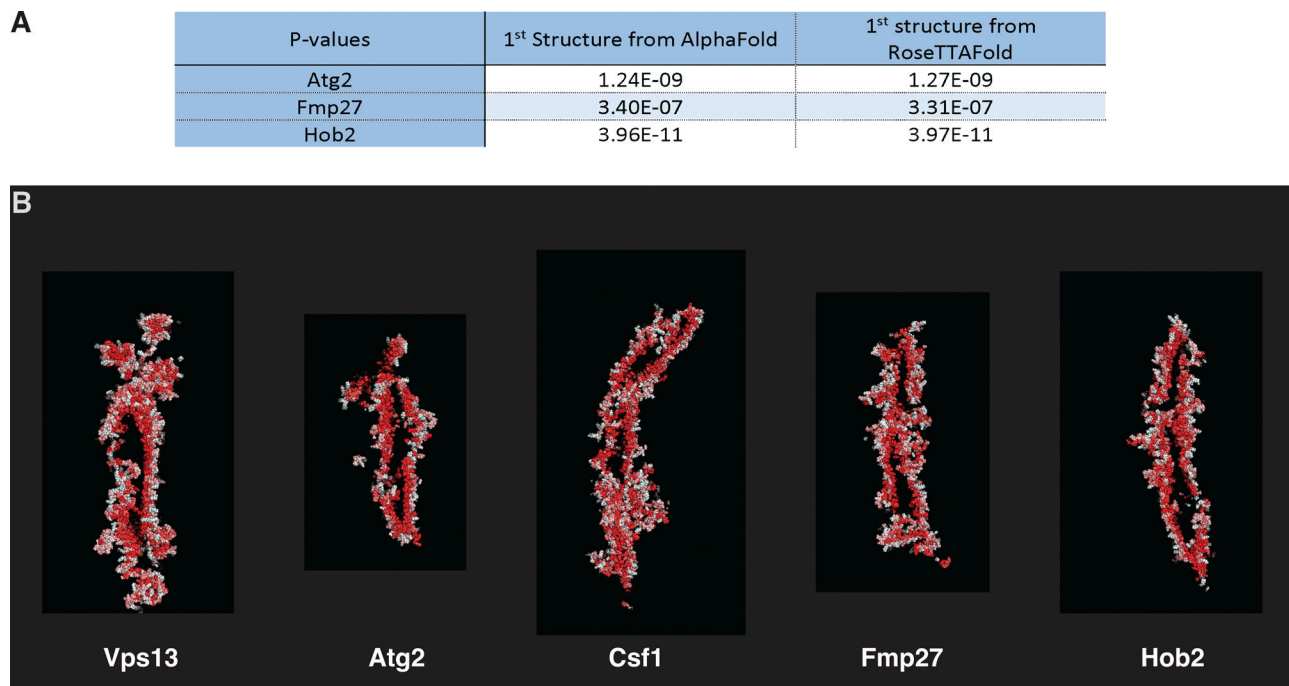 A
P-values 1st Structure from AlphaFold 1st structure from
RoseTTAFold
Atg2 1.24E-09 1.27E-09
Fmp27 3.40E-07 3.31E-07
Hob2 3.96E-11 3.97E-11
B
Vps13 Atg2 Csf1 Fmp27 Hob2